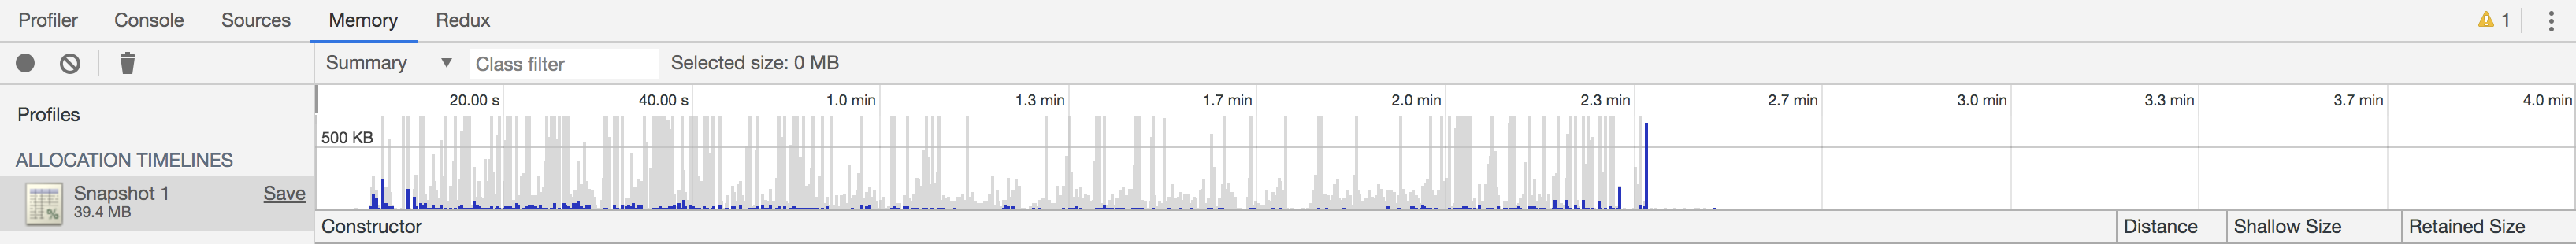 Profiler Console Sources Memory Redux 1
Summary ▼ Class filter Selected size: 0 MB
20.00 s 40.00 s 1.0 min 1.3 min 1.7 min 2.0 min 2.3 min 2.7 min 3.0 min 3.3 min 3.7 min 4.0 min
Profiles
500 KB
ALLOCATION TIMELINES
Snapshot 1 Save
39.4 MB
Constructor Distance Shallow Size Retained Size